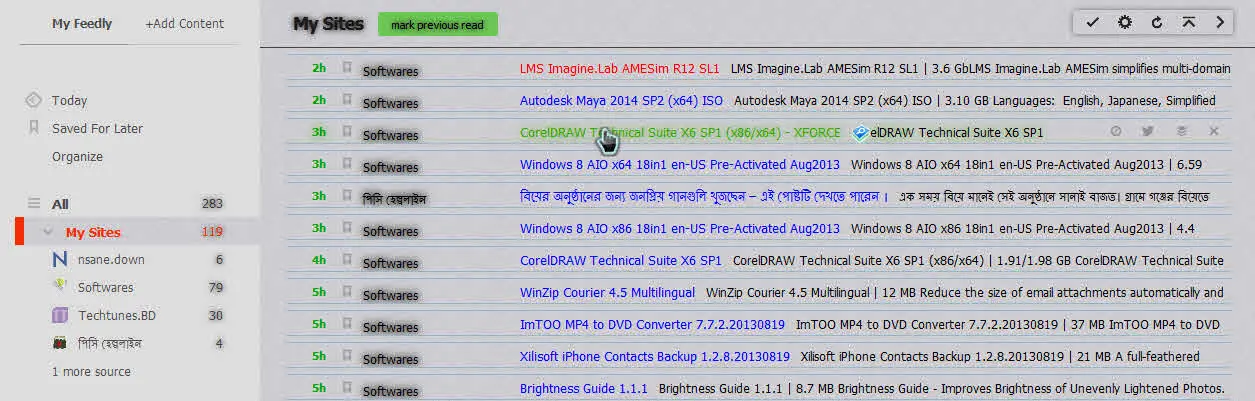 My Feedly +Add Content
Today
Saved For Later
Organize
All 283
My Sites 119
nsane.down 6
Softwares 79
Techtunes.BD 30
পিসি হেল্পলাইন 4
1 more source
My Sites mark previous read
2h Softwares LMS Imagine.Lab AMESim R12 SL1 LMS Imagine.Lab AMESim R12 SL1 | 3.6 GbLMS Imagine.Lab AMESim simplifies multi-domain
2h Softwares Autodesk Maya 2014 SP2 (x64) ISO Autodesk Maya 2014 SP2 (x64) ISO | 3.10 GB Languages: English, Japanese, Simplified
3h Softwares CorelDRAW Technical Suite X6 SP1 (x86/x64) - XFORCE elDRAW Technical Suite X6 SP1
3h Softwares Windows 8 AIO x64 18in1 en-US Pre-Activated Aug2013 Windows 8 AIO x64 18in1 en-US Pre-Activated Aug2013 | 6.59
3h পিসি হেল্পলাইন বিয়ের অনুষ্ঠানের জন্য জনপ্রিয় গানগুলি খুজছেন – এই পোষ্টটি দেখতে পারেন । এক সময় বিয়ে মানেই সেই অনুষ্ঠানে সানাই বাজত। গ্রামে গঞ্জের বিয়েতে
3h Softwares Windows 8 AIO x86 18in1 en-US Pre-Activated Aug2013 Windows 8 AIO x86 18in1 en-US Pre-Activated Aug2013 | 4.4
4h Softwares CorelDRAW Technical Suite X6 SP1 CorelDRAW Technical Suite X6 SP1 (x86/x64) | 1.91/1.98 GB CorelDRAW Technical Suite
5h Softwares WinZip Courier 4.5 Multilingual WinZip Courier 4.5 Multilingual | 12 MB Reduce the size of email attachments automatically and
5h Softwares ImTOO MP4 to DVD Converter 7.7.2.20130819 ImTOO MP4 to DVD Converter 7.7.2.20130819 | 37 MB ImTOO MP4 to DVD
5h Softwares Xilisoft iPhone Contacts Backup 1.2.8.20130819 Xilisoft iPhone Contacts Backup 1.2.8.20130819 | 21 MB A full-feathered
5h Softwares Brightness Guide 1.1.1 Brightness Guide 1.1.1 | 8.7 MB Brightness Guide - Improves Brightness of Unevenly Lightened Photos.